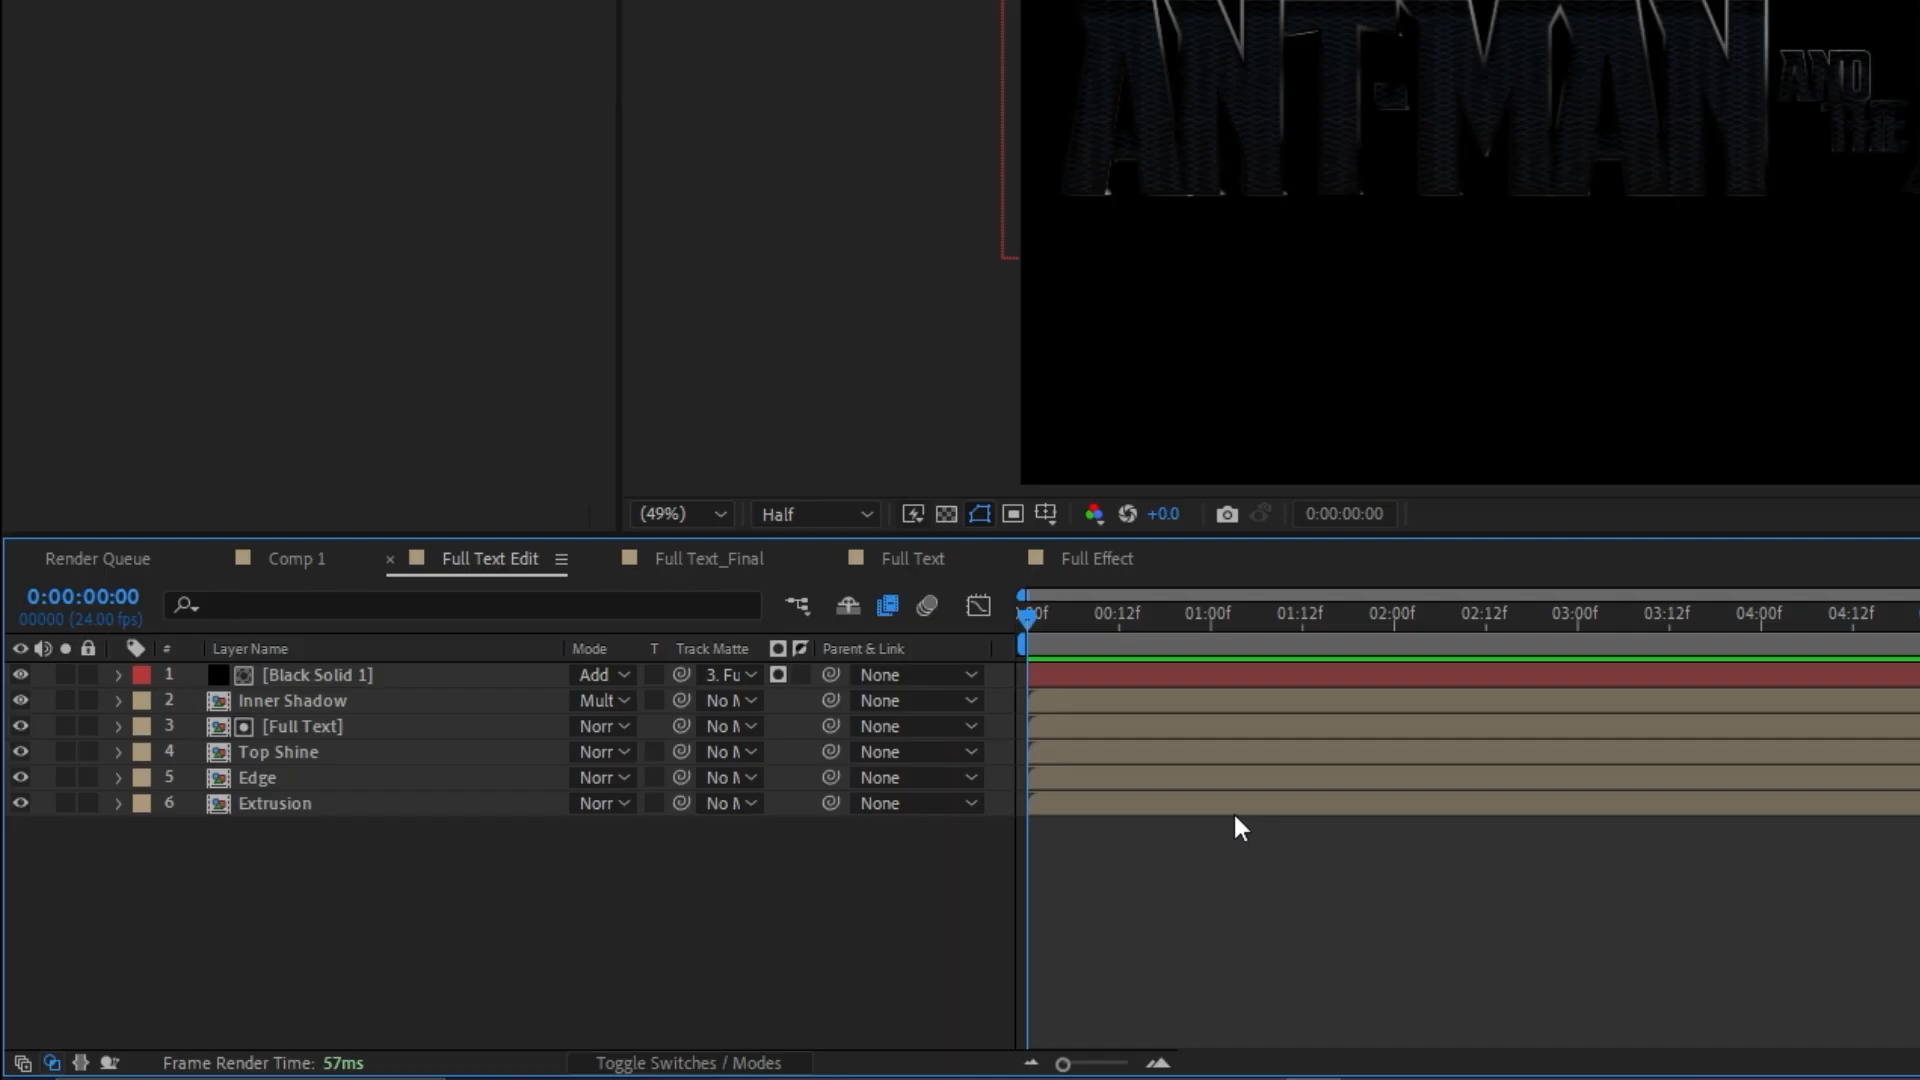 ANT-MAN
AND
THE
(49%)
Half
+0.0
0:00:00:00
Render Queue
Comp 1
Full Text Edit
Full Text_Final
Full Text
Full Effect
0:00:00:00
00000 (24.00 fps)
00f
00:12f
01:00f
01:12f
02:00f
02:12f
03:00f
03:12f
04:00f
04:12f
#
Layer Name
Mode
T
Track Matte
Parent & Link
1 [Black Solid 1] Add 3. Fu None
2 Inner Shadow Mult No M None
3 [Full Text] Norr No M None
4 Top Shine Norr No M None
5 Edge Norr No M None
6 Extrusion Norr No M None
Frame Render Time: 57ms
Toggle Switches / Modes